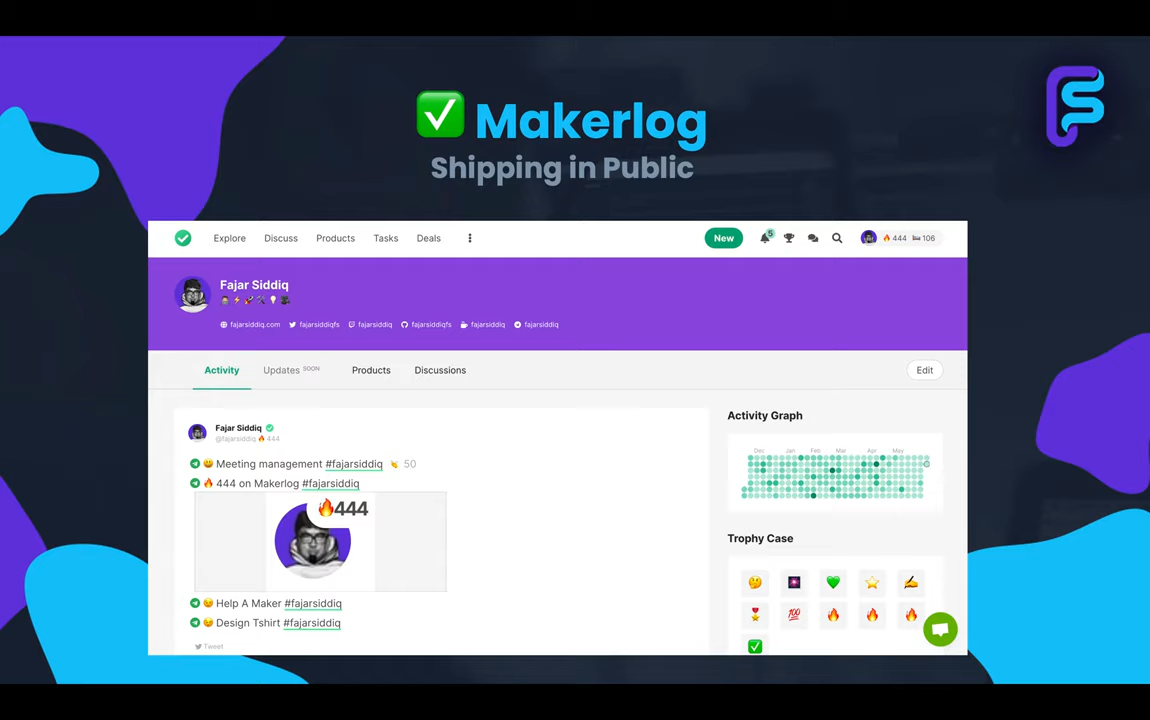 Makerlog
Shipping in Public
Explore Discuss Products Tasks Deals New 5 444 106
Fajar Siddiq
fajarsiddiq.com fajarsiddiqfs fajarsiddiq fajarsiddiqfs fajarsiddiq fajarsiddiq
Activity Updates SOON Products Discussions Edit
Fajar Siddiq
@fajarsiddiq 🔥 444
Meeting management #fajarsiddiq 50
🔥 444 on Makerlog #fajarsiddiq
🔥444
Help A Maker #fajarsiddiq
Design Tshirt #fajarsiddiq
Tweet
Activity Graph
Dec Jan Feb Mar Apr May
Trophy Case
100